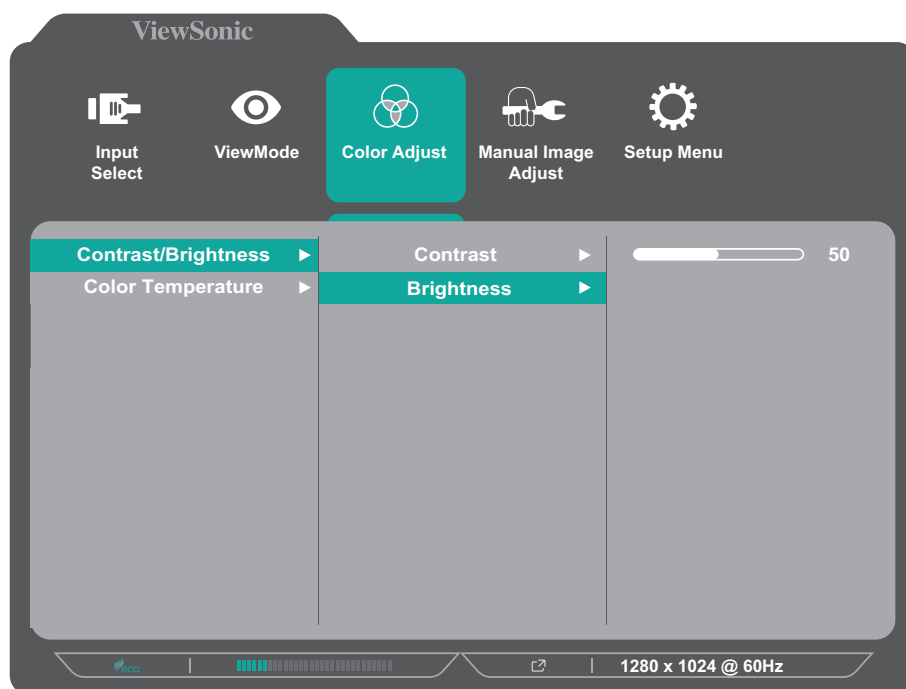 ViewSonic
Input
Select
ViewMode
Color Adjust
Manual Image
Adjust
Setup Menu
Contrast/Brightness
Contrast
50
Color Temperature
Brightness
ECO
1280 x 1024 @ 60Hz